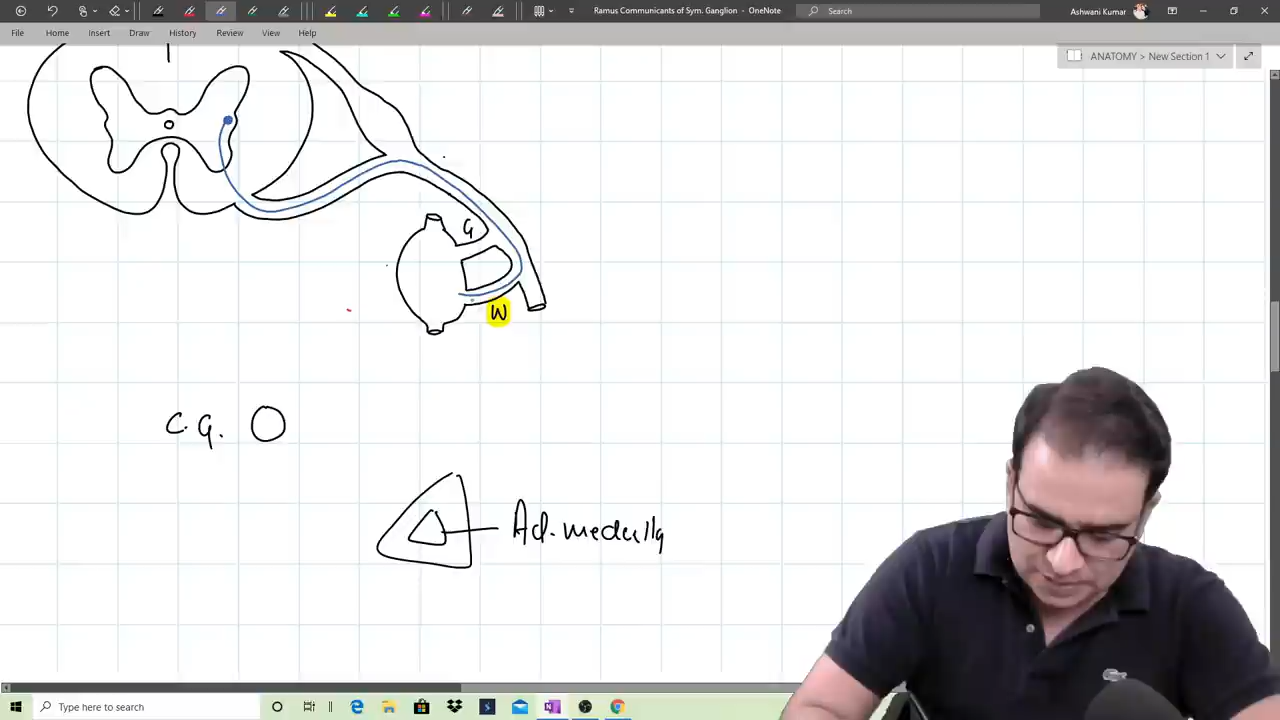 Ramus Communicants of Sym. Ganglion - OneNote
Search
Ashwani Kumar
File Home Insert Draw History Review View Help
ANATOMY > New Section 1
G
W
C.G.
Ad. medulla
Type here to search